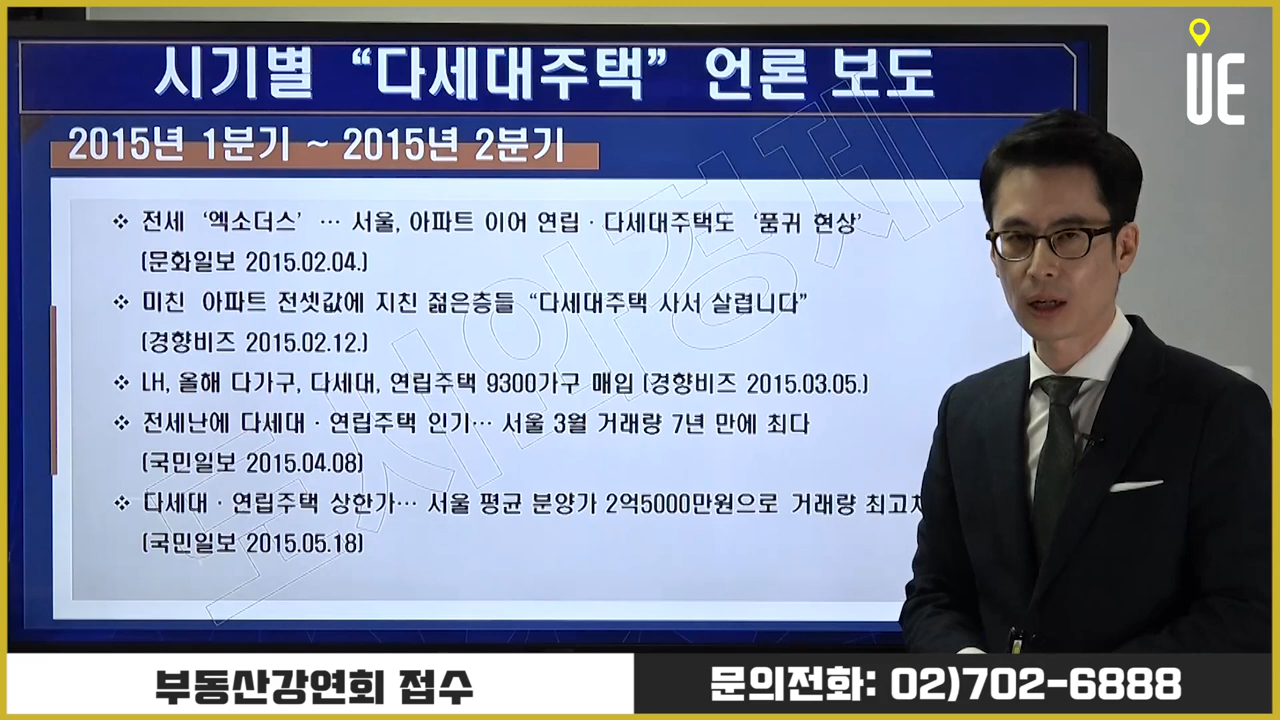 시기별 “다세대주택” 언론 보도
UE
2015년 1분기 ~ 2015년 2분기
❖ 전세 ‘엑소더스’ … 서울, 아파트 이어 연립 · 다세대주택도 ‘품귀 현상’
(문화일보 2015.02.04.)
❖ 미친 아파트 전셋값에 지친 젊은층들 “다세대주택 사서 살렵니다”
(경향비즈 2015.02.12.)
❖ LH, 올해 다가구, 다세대, 연립주택 9300가구 매입 (경향비즈 2015.03.05.)
❖ 전세난에 다세대 · 연립주택 인기… 서울 3월 거래량 7년 만에 최다
(국민일보 2015.04.08)
❖ 다세대 · 연립주택 상한가… 서울 평균 분양가 2억5000만원으로 거래량
(국민일보 2015.05.18)
도시와경제
부동산강연회 접수
문의전화: 02)702-6888